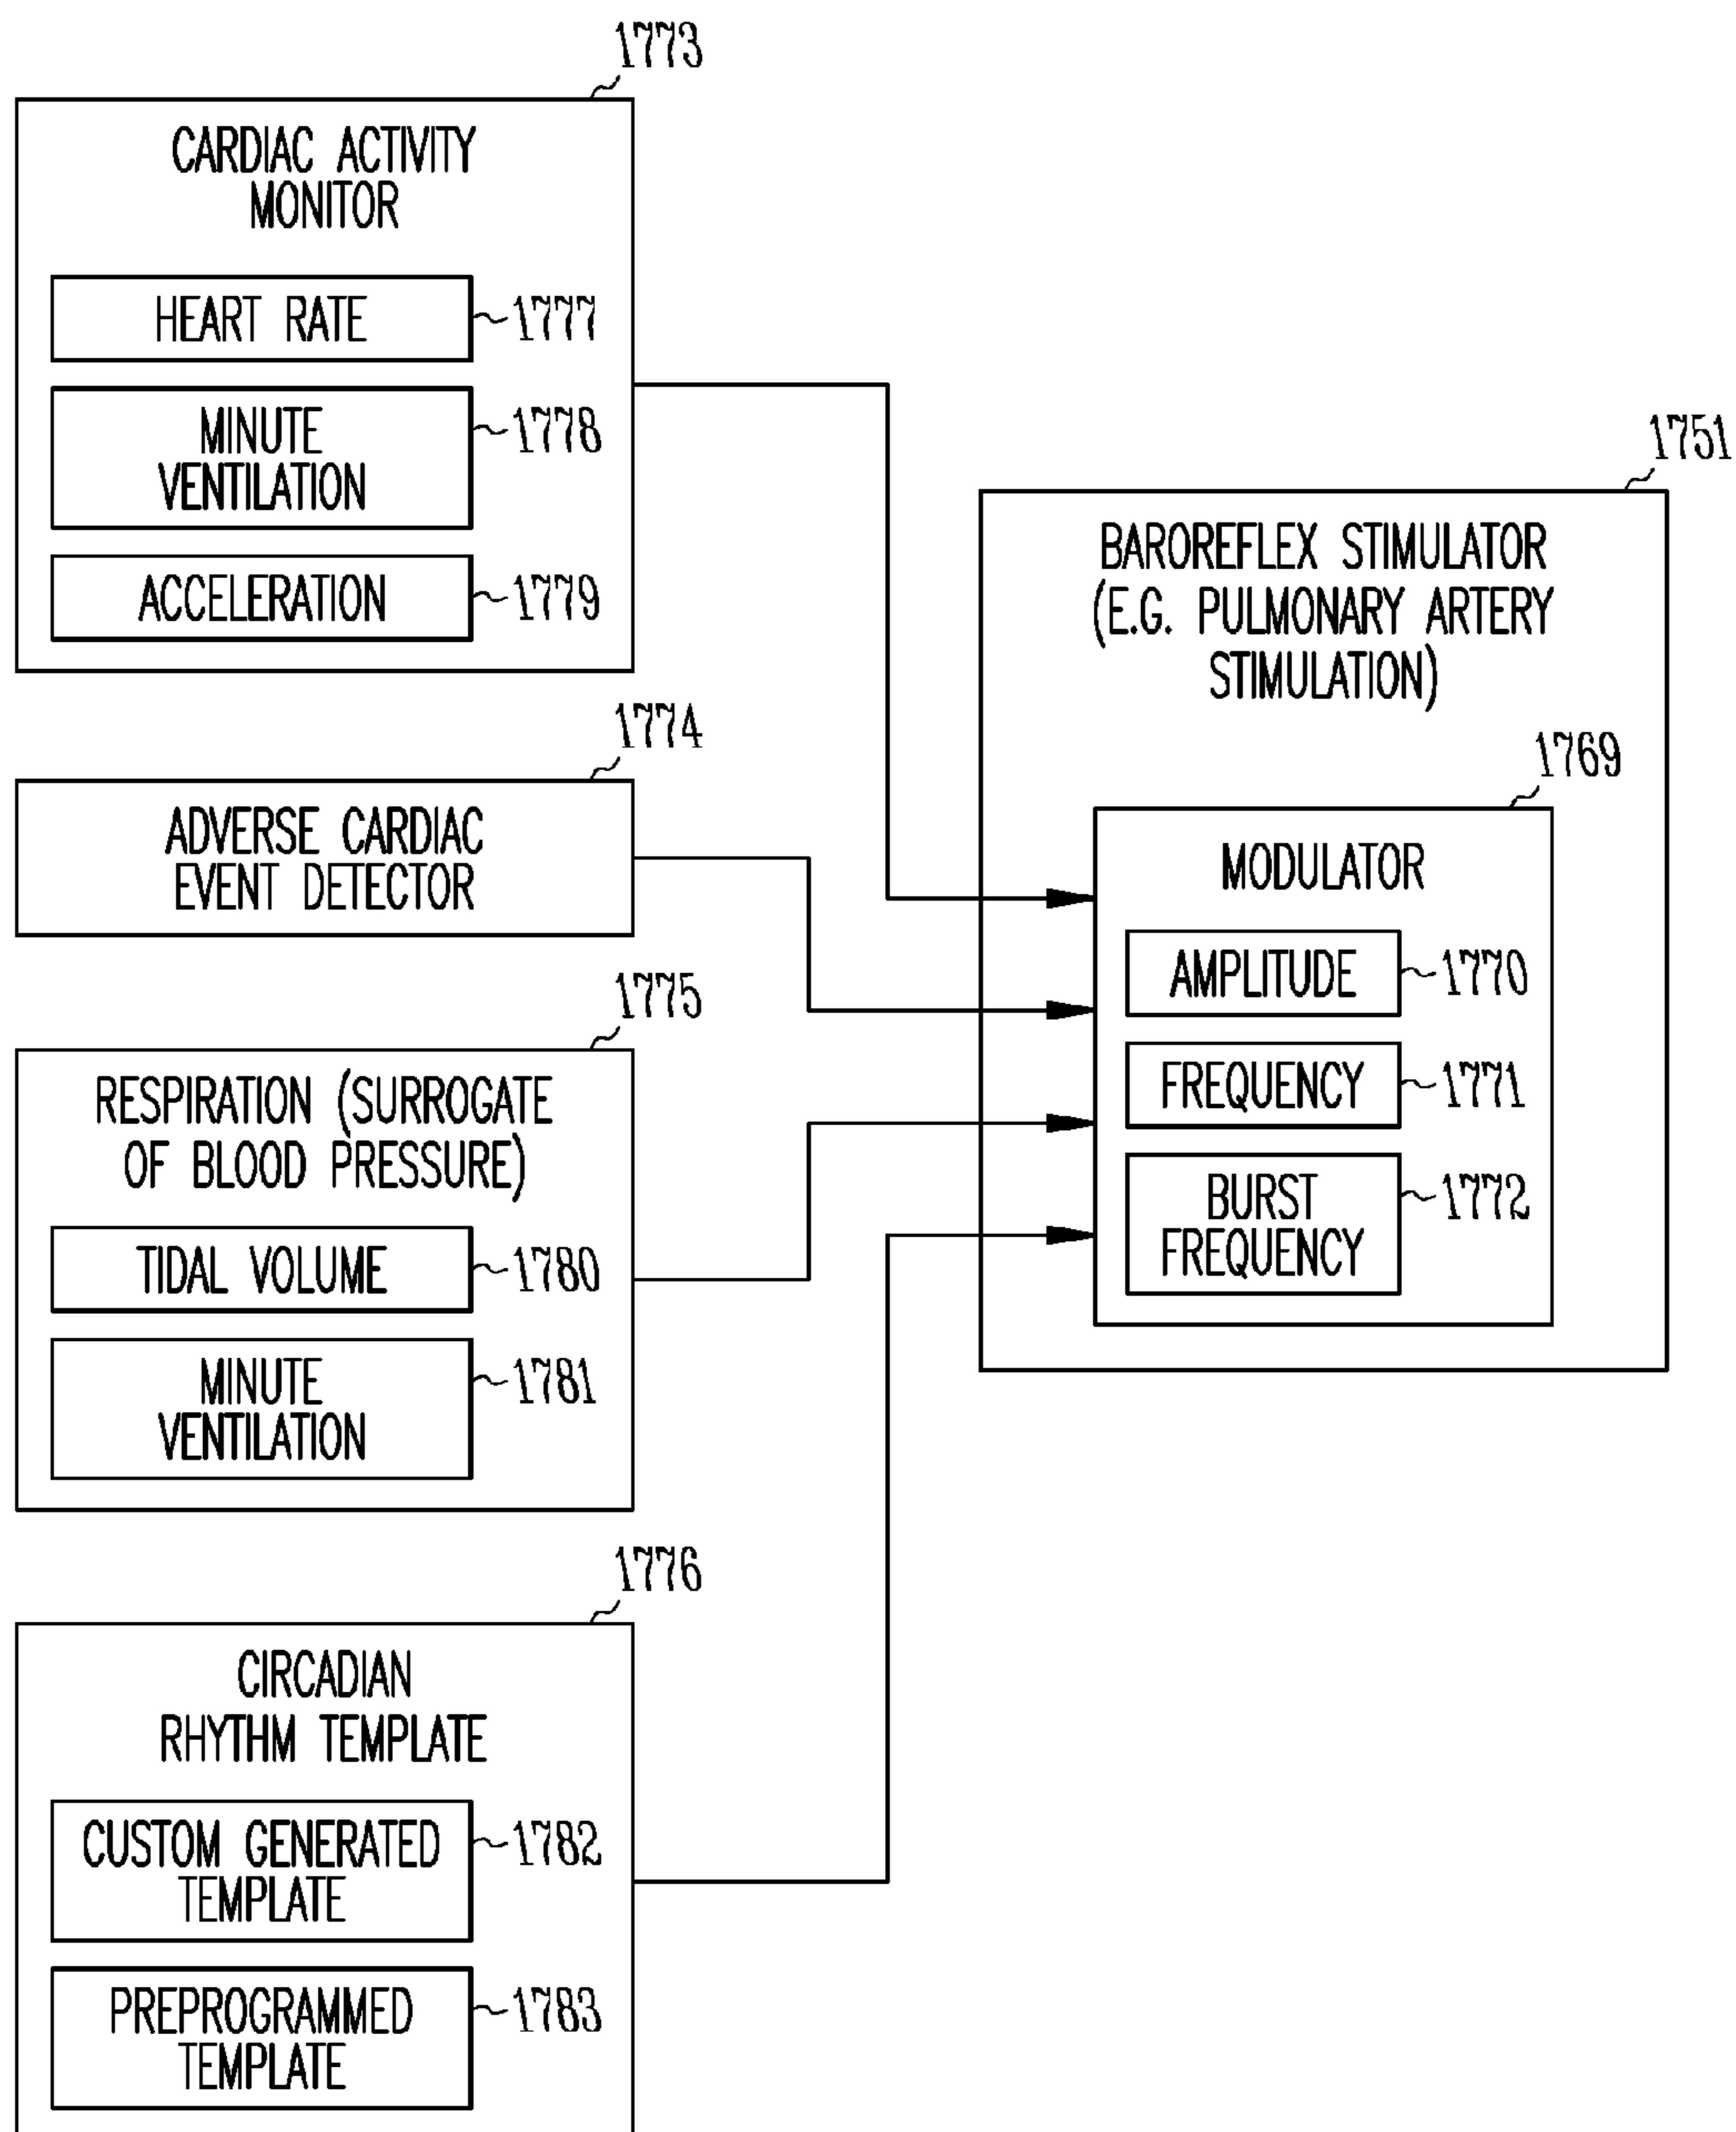 1773
CARDIAC ACTIVITY
MONITOR
HEART RATE
1777
MINUTE
VENTILATION
1778
ACCELERATION
1779
1774
ADVERSE CARDIAC
EVENT DETECTOR
1775
RESPIRATION (SURROGATE
OF BLOOD PRESSURE)
TIDAL VOLUME
1780
MINUTE
VENTILATION
1781
1776
CIRCADIAN
RHYTHM TEMPLATE
CUSTOM GENERATED
TEMPLATE
1782
PREPROGRAMMED
TEMPLATE
1783
1751
BAROREFLEX STIMULATOR
(E.G. PULMONARY ARTERY
STIMULATION)
1769
MODULATOR
AMPLITUDE
1770
FREQUENCY
1771
BURST
FREQUENCY
1772